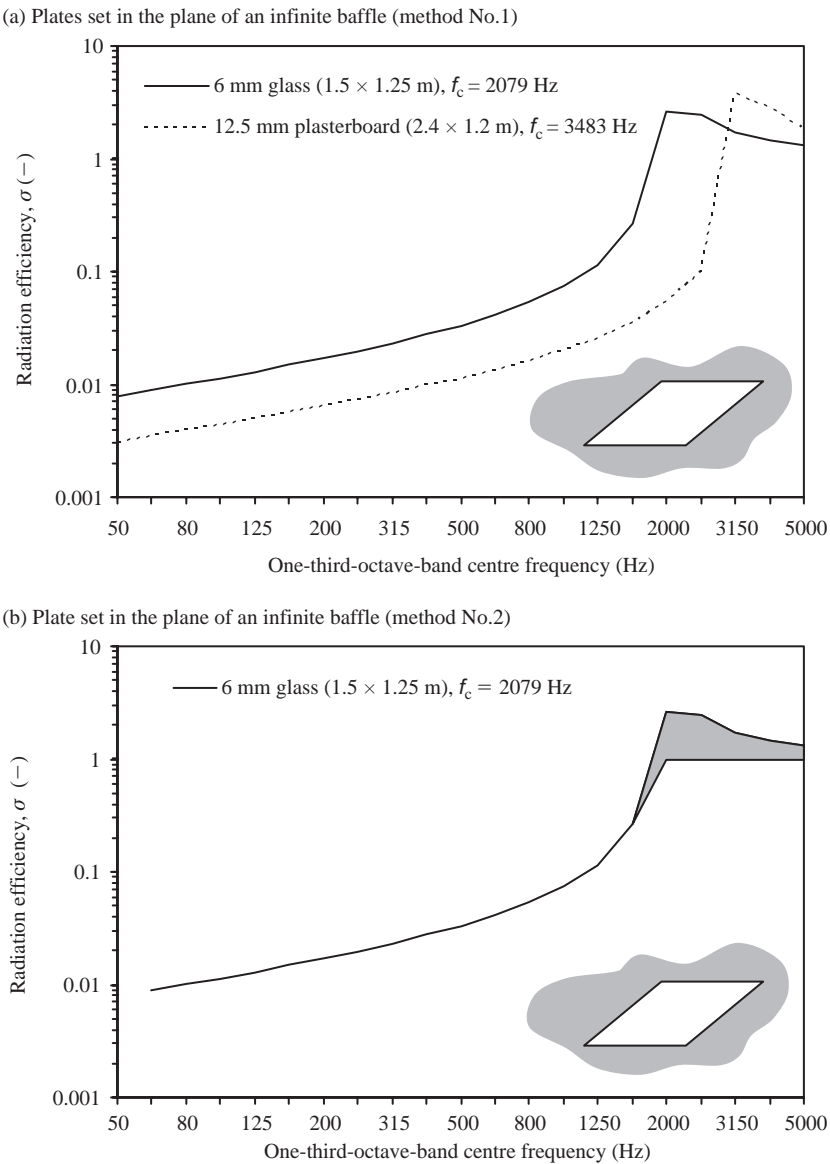 (a) Plates set in the plane of an infinite baffle (method No.1)
10
1
0.1
0.01
0.001
Radiation efficiency, σ (−)
6 mm glass (1.5 × 1.25 m), fc = 2079 Hz
12.5 mm plasterboard (2.4 × 1.2 m), fc = 3483 Hz
50 80 125 200 315 500 800 1250 2000 3150 5000
One-third-octave-band centre frequency (Hz)
(b) Plate set in the plane of an infinite baffle (method No.2)
10
1
0.1
0.01
0.001
Radiation efficiency, σ (−)
6 mm glass (1.5 × 1.25 m), fc = 2079 Hz
50 80 125 200 315 500 800 1250 2000 3150 5000
One-third-octave-band centre frequency (Hz)